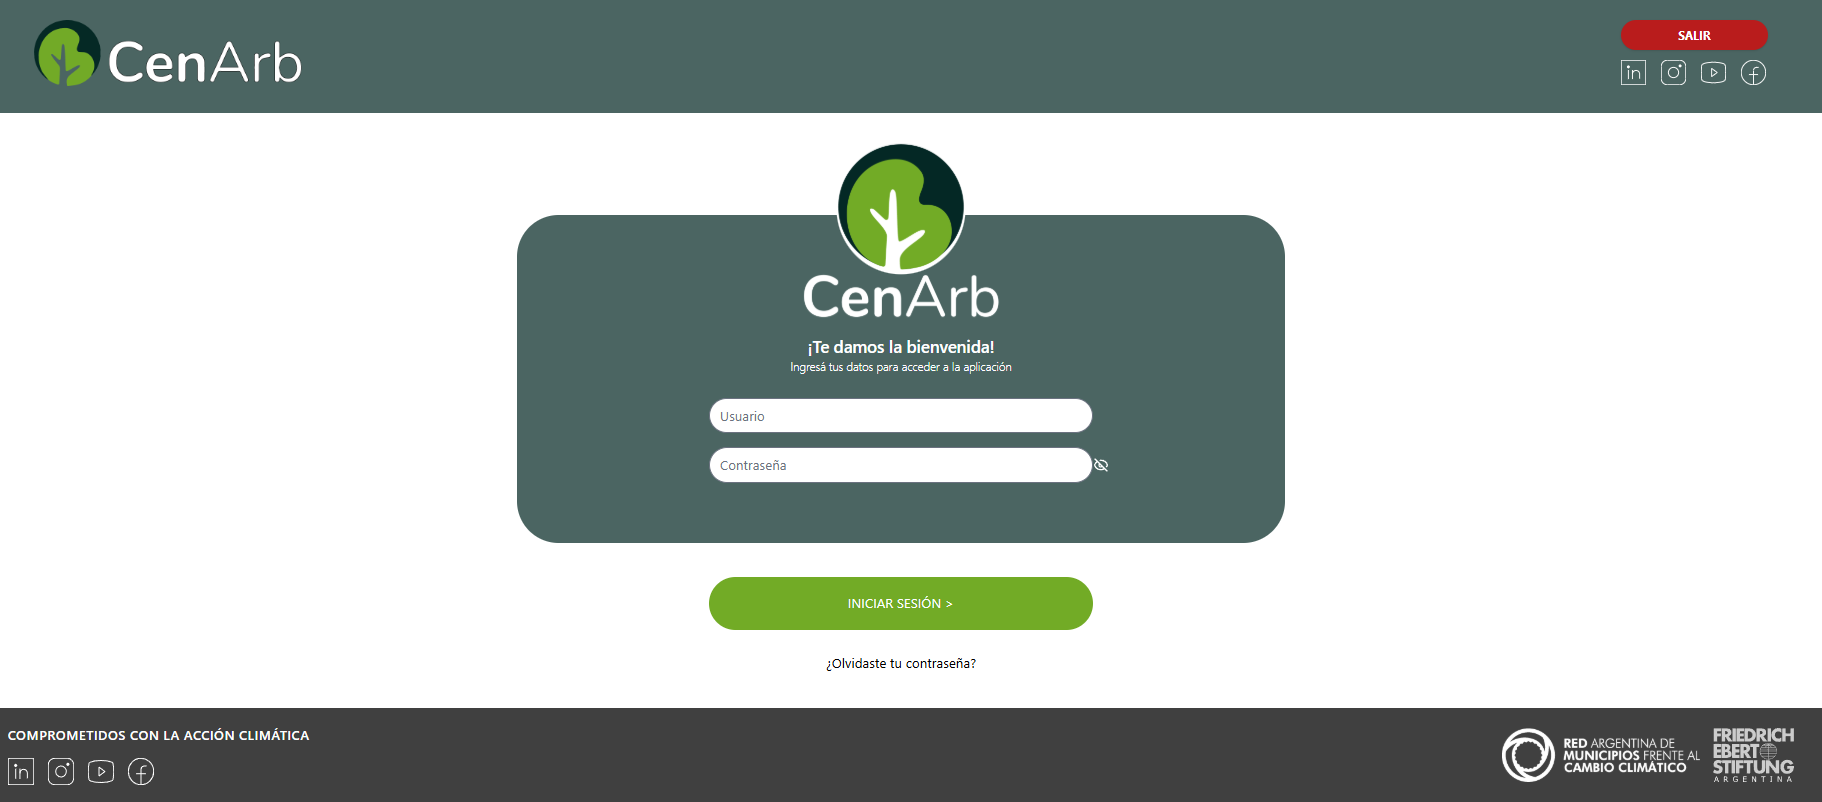 CenArb
SALIR
CenArb
¡Te damos la bienvenida!
Ingresá tus datos para acceder a la aplicación
Usuario
Contraseña
INICIAR SESIÓN >
¿Olvidaste tu contraseña?
COMPROMETIDOS CON LA ACCIÓN CLIMÁTICA
RED ARGENTINA DE
MUNICIPIOS FRENTE AL
CAMBIO CLIMÁTICO
FRIEDRICH
EBERT
STIFTUNG
ARGENTINA